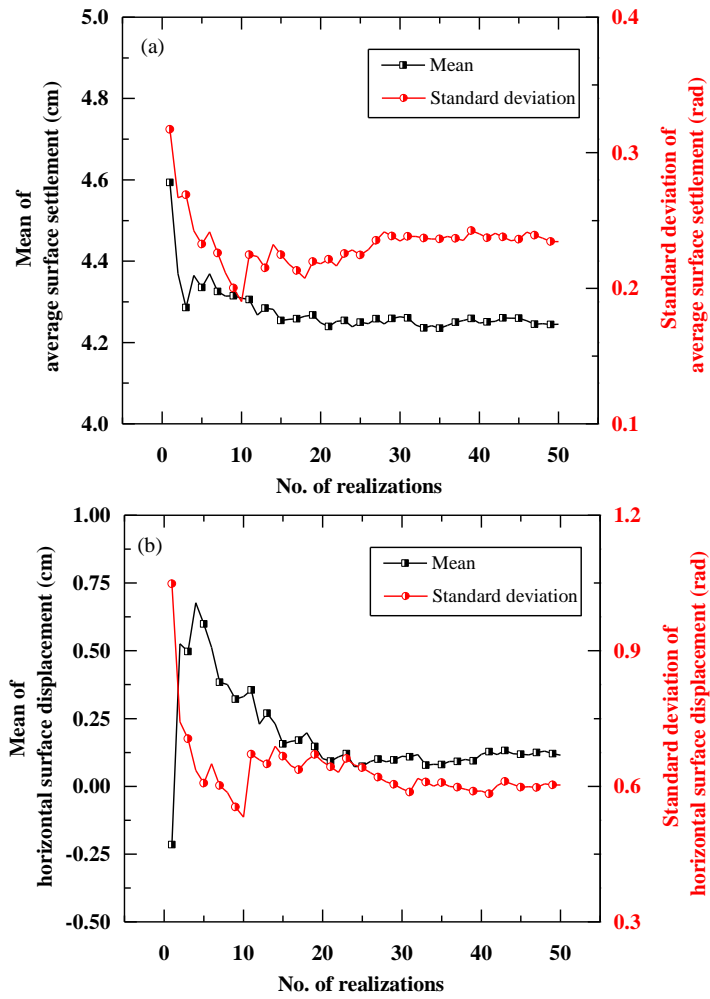 5.0
4.8
4.6
4.4
4.2
4.0
Mean of
average surface settlement (cm)
(a)
Mean
Standard deviation
0.4
0.3
0.2
0.1
Standard deviation of
average surface settlement (rad)
0 10 20 30 40 50
No. of realizations
1.00
0.75
0.50
0.25
0.00
-0.25
-0.50
Mean of
horizontal surface displacement (cm)
(b)
Mean
Standard deviation
1.2
0.9
0.6
0.3
Standard deviation of
horizontal surface displacement (rad)
0 10 20 30 40 50
No. of realizations